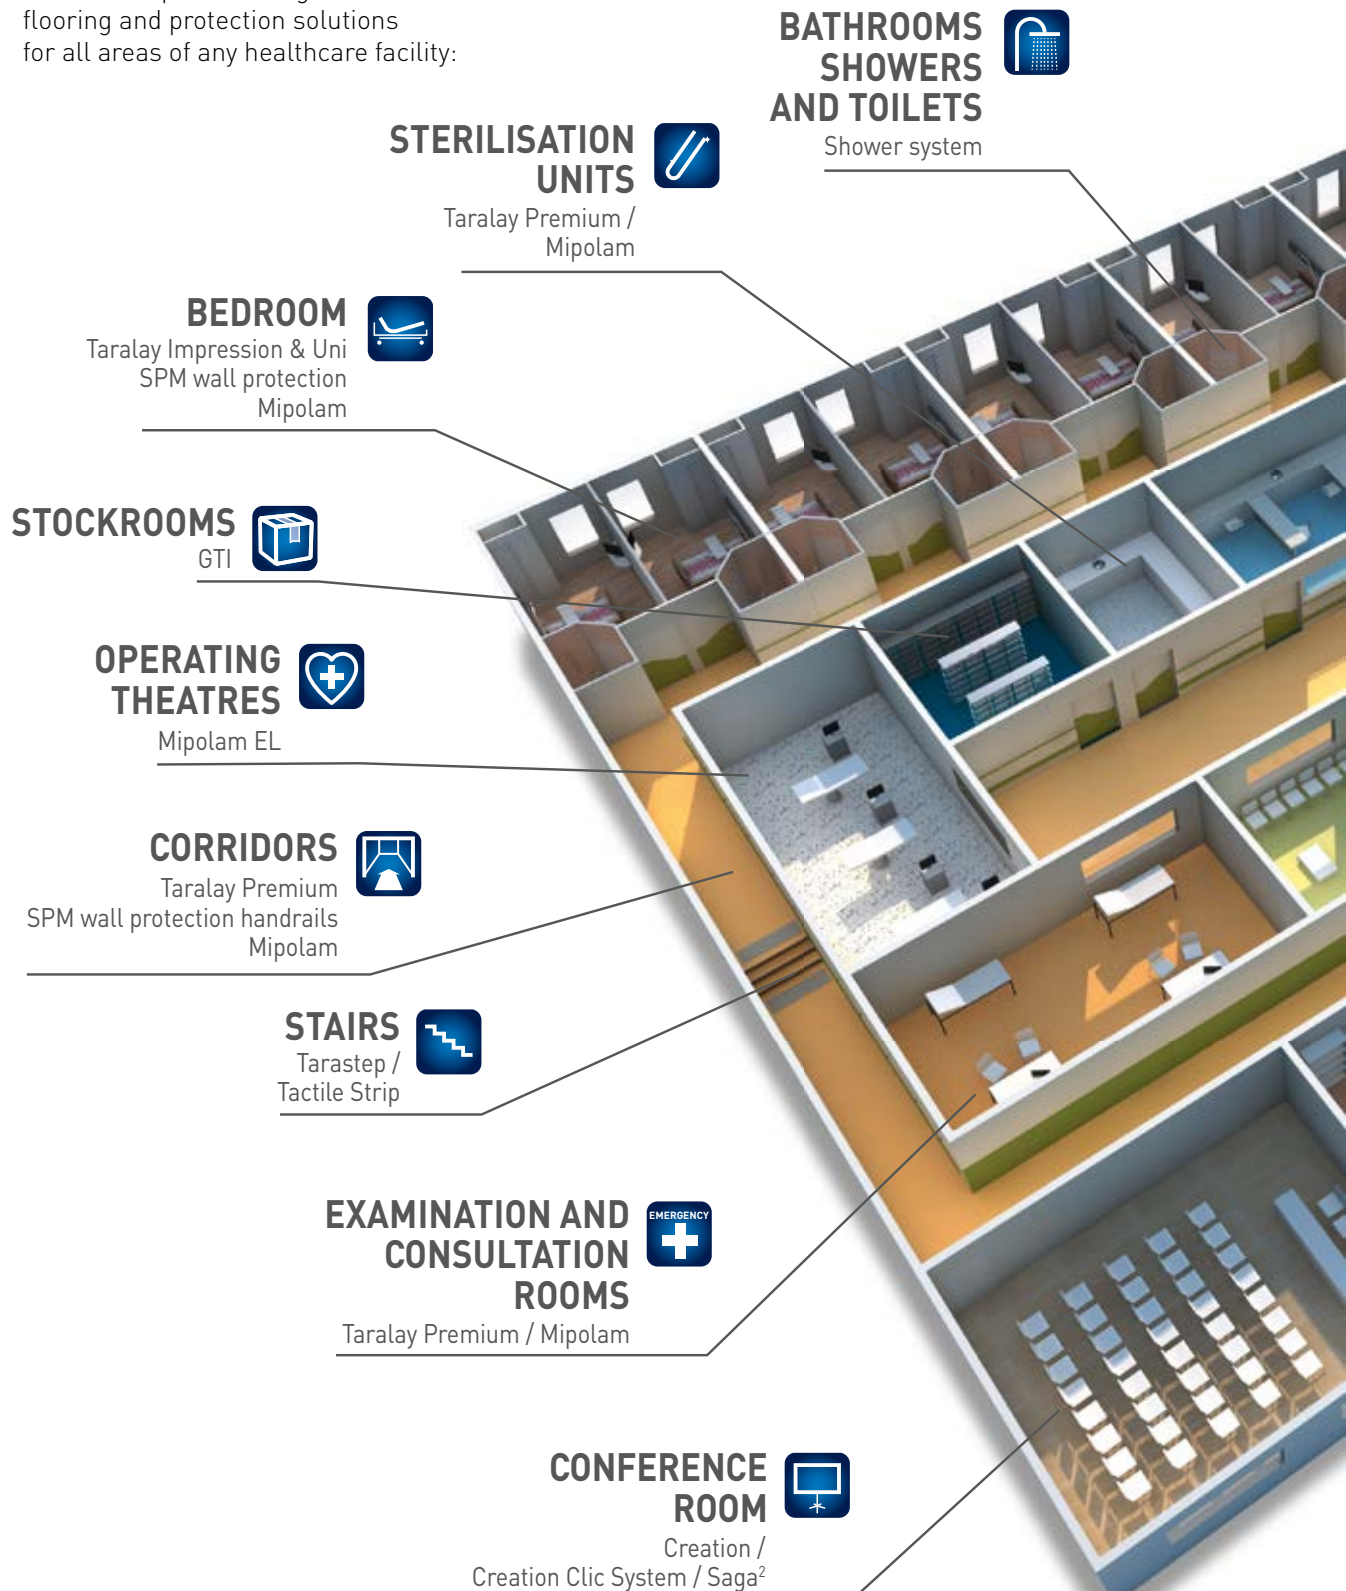 flooring and protection solutions
for all areas of any healthcare facility:
BATHROOMS
SHOWERS
AND TOILETS
Shower system
STERILISATION
UNITS
Taralay Premium /
Mipolam
BEDROOM
Taralay Impression & Uni
SPM wall protection
Mipolam
STOCKROOMS
GTI
OPERATING
THEATRES
Mipolam EL
CORRIDORS
Taralay Premium
SPM wall protection handrails
Mipolam
STAIRS
Tarastep /
Tactile Strip
EXAMINATION AND
CONSULTATION
ROOMS
EMERGENCY
Taralay Premium / Mipolam
CONFERENCE
ROOM
Creation /
Creation Clic System / Saga²